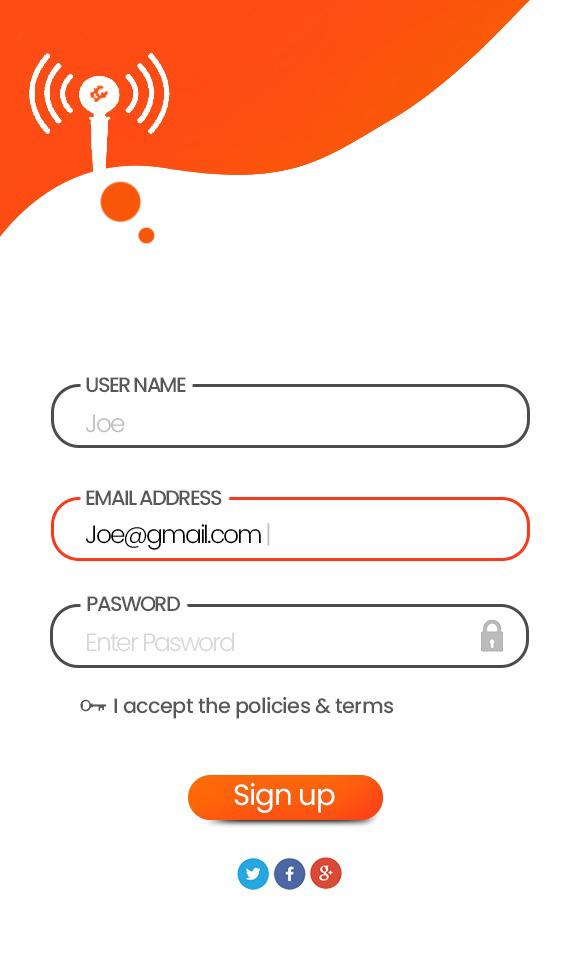 USER NAME
Joe
EMAIL ADDRESS
Joe@gmail.com
PASWORD
Enter Pasword
I accept the policies & terms
Sign up